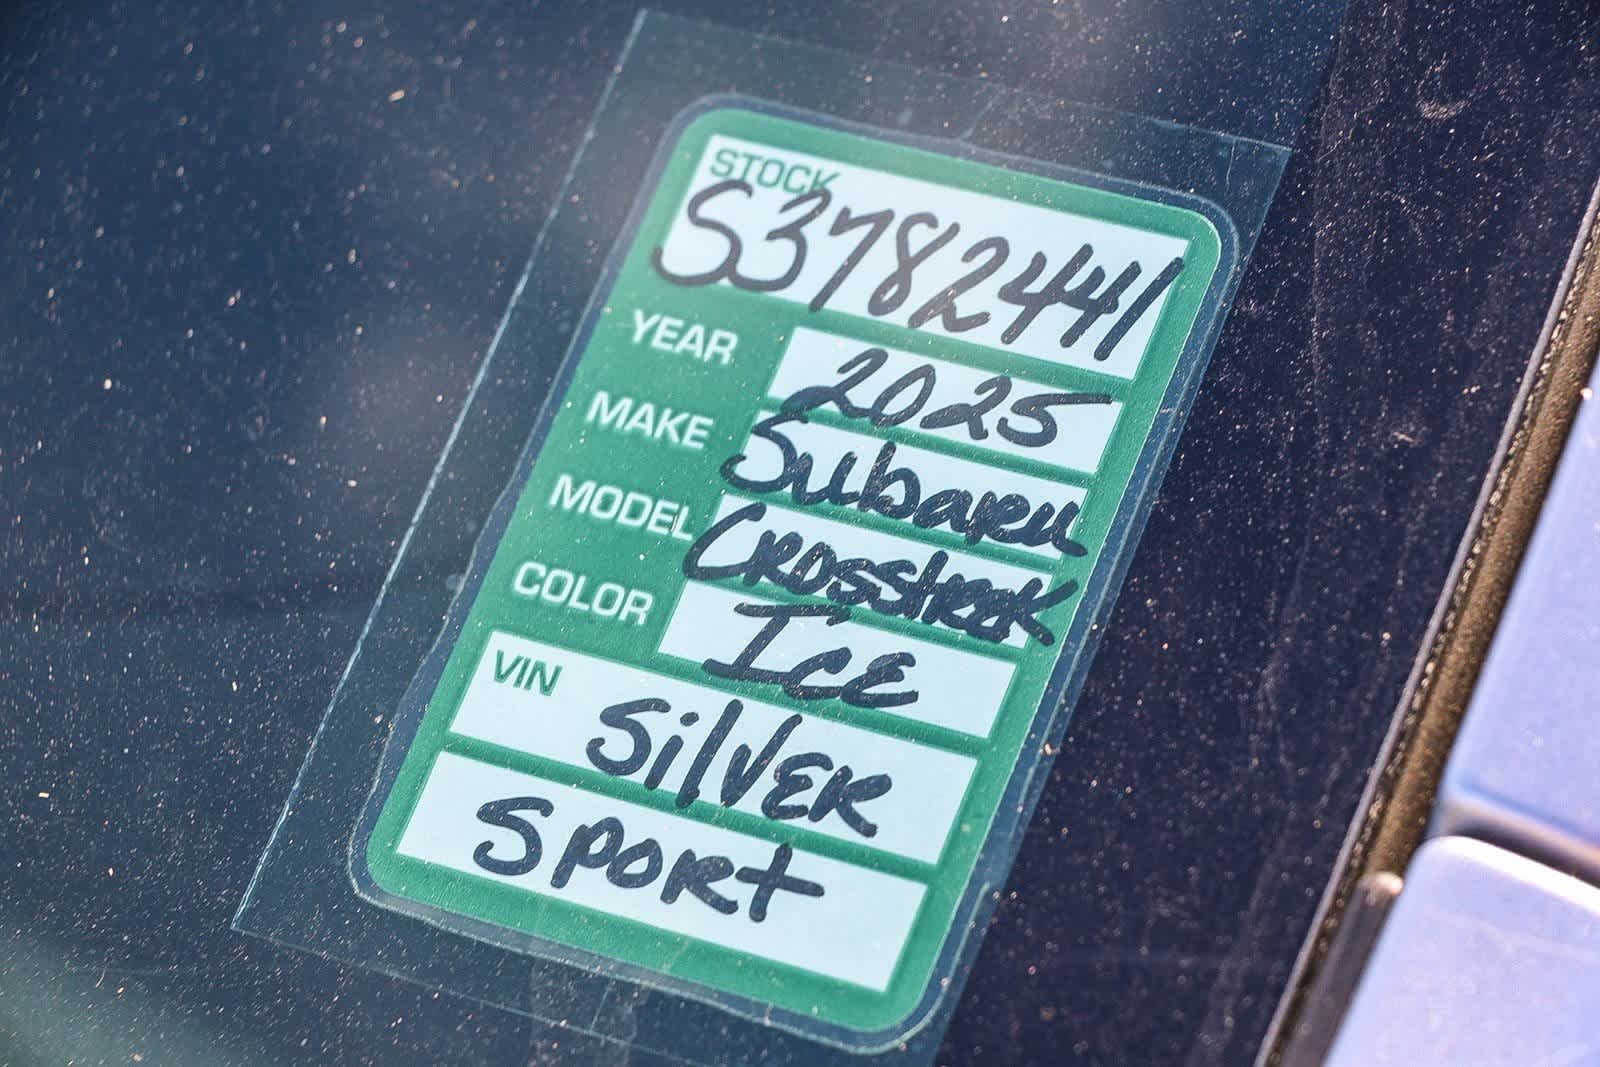 STOCK
S3782441
YEAR 2025
MAKE Subaru
MODEL Crosstrek
COLOR ICE
VIN Silver
Sport